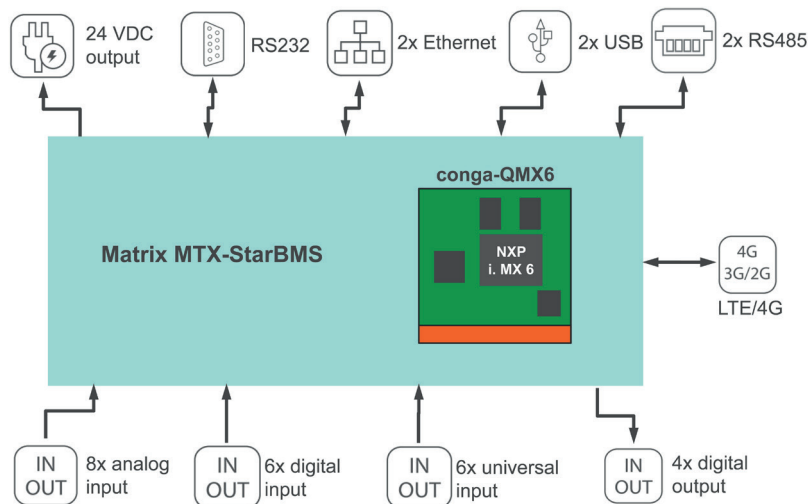 24 VDC
output
RS232
2x Ethernet
2x USB
2x RS485
conga-QMX6
Matrix MTX-StarBMS
NXP
i. MX 6
4G
3G/2G
LTE/4G
IN
OUT
8x analog
input
IN
OUT
6x digital
input
IN
OUT
6x universal
input
IN
OUT
4x digital
output